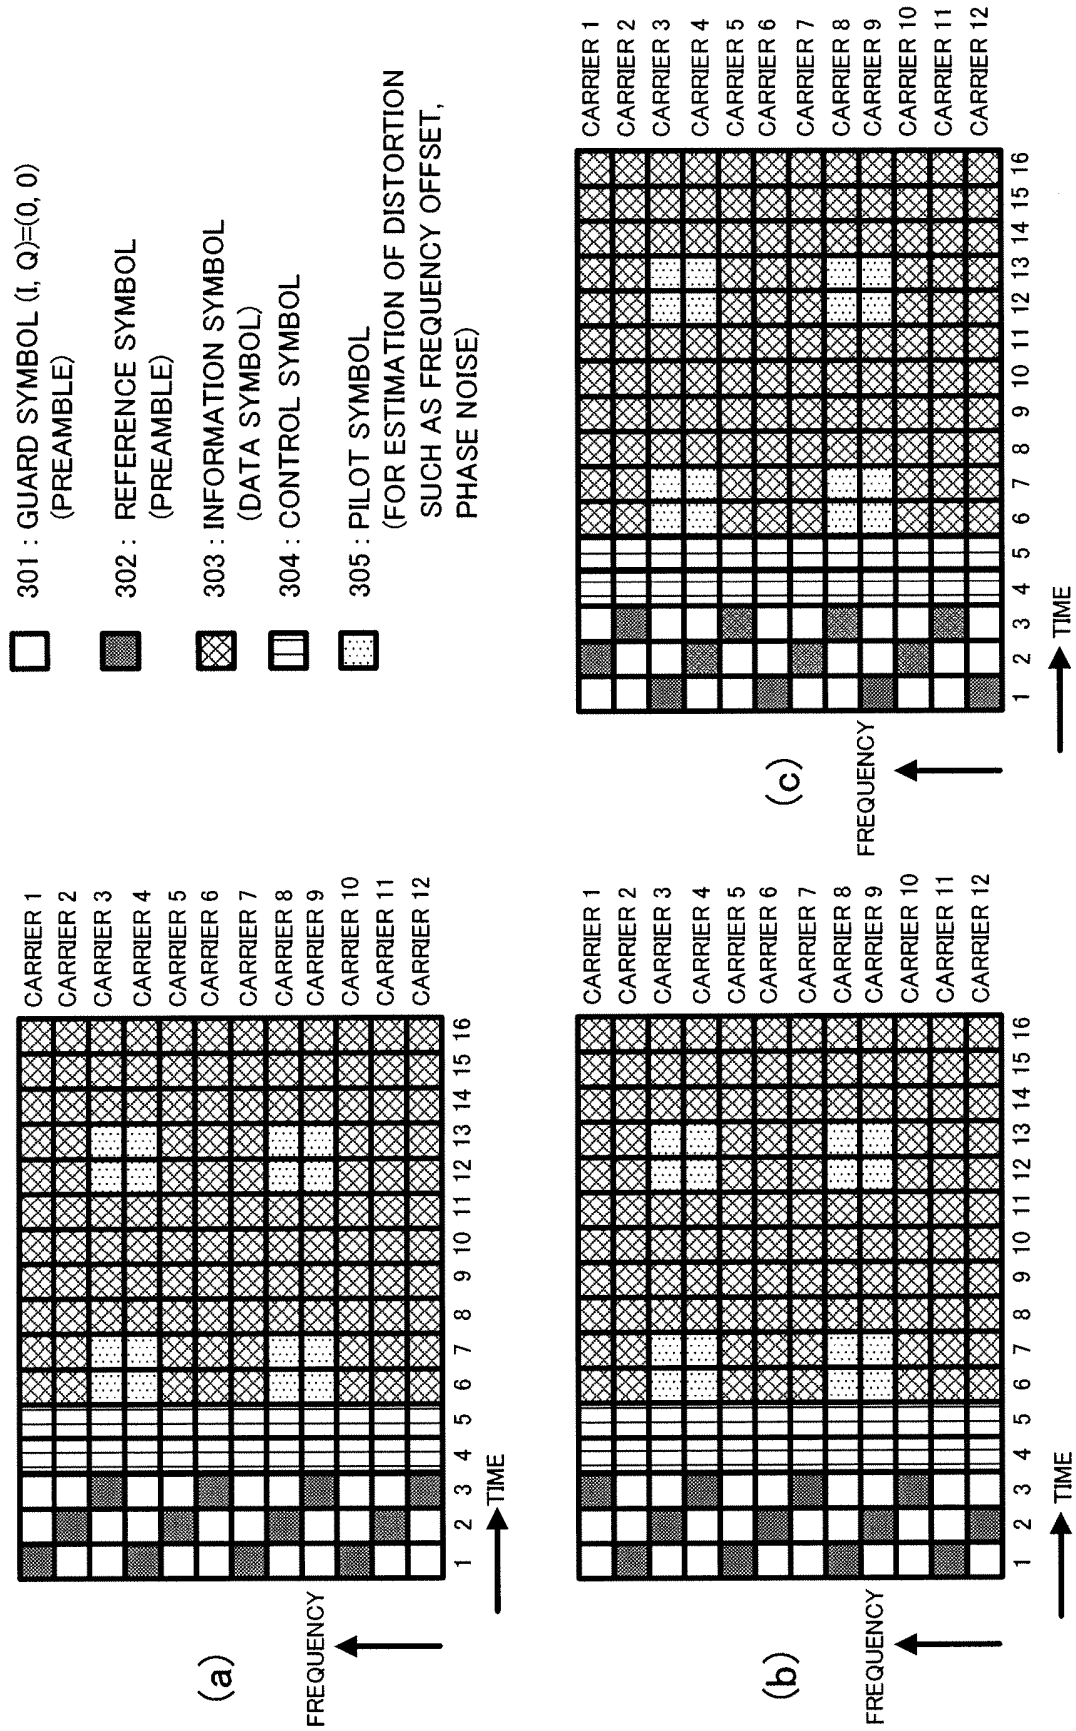 301 : GUARD SYMBOL (I, Q)=(0, 0)
(PREAMBLE)
302 : REFERENCE SYMBOL
(PREAMBLE)
303 : INFORMATION SYMBOL
(DATA SYMBOL)
304 : CONTROL SYMBOL
305 : PILOT SYMBOL
(FOR ESTIMATION OF DISTORTION
SUCH AS FREQUENCY OFFSET,
PHASE NOISE)
(a)
CARRIER 1
CARRIER 2
CARRIER 3
CARRIER 4
CARRIER 5
CARRIER 6
CARRIER 7
CARRIER 8
CARRIER 9
CARRIER 10
CARRIER 11
CARRIER 12
FREQUENCY
1 2 3 4 5 6 7 8 9 10 11 12 13 14 15 16
TIME
(b)
CARRIER 1
CARRIER 2
CARRIER 3
CARRIER 4
CARRIER 5
CARRIER 6
CARRIER 7
CARRIER 8
CARRIER 9
CARRIER 10
CARRIER 11
CARRIER 12
FREQUENCY
1 2 3 4 5 6 7 8 9 10 11 12 13 14 15 16
TIME
(c)
CARRIER 1
CARRIER 2
CARRIER 3
CARRIER 4
CARRIER 5
CARRIER 6
CARRIER 7
CARRIER 8
CARRIER 9
CARRIER 10
CARRIER 11
CARRIER 12
FREQUENCY
1 2 3 4 5 6 7 8 9 10 11 12 13 14 15 16
TIME